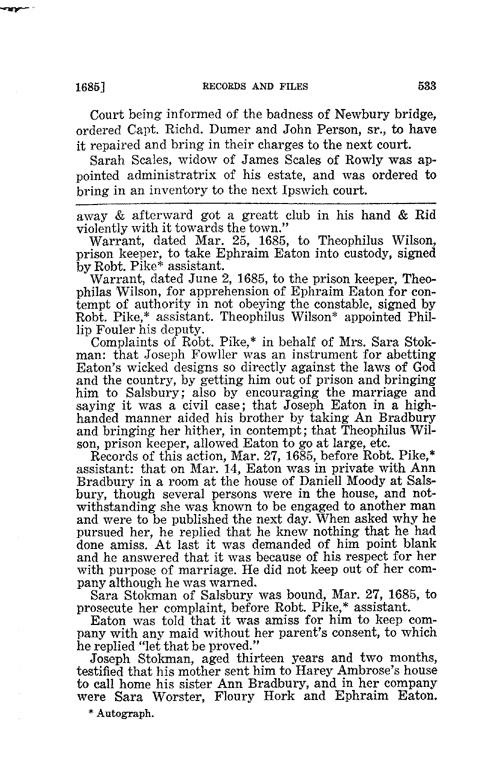 1685] RECORDS AND FILES 533
Court being informed of the badness of Newbury bridge,
ordered Capt. Richd. Dumer and John Person, sr., to have
it repaired and bring in their charges to the next court.
Sarah Scales, widow of James Scales of Rowly was ap-
pointed administratrix of his estate, and was ordered to
bring in an inventory to the next Ipswich court.
away & afterward got a greatt club in his hand & Rid
violently with it towards the town."
Warrant, dated Mar. 25, 1685, to Theophilus Wilson,
prison keeper, to take Ephraim Eaton into custody, signed
by Robt. Pike* assistant.
Warrant, dated June 2, 1685, to the prison keeper, Theo-
philas Wilson, for apprehension of Ephraim Eaton for con-
tempt of authority in not obeying the constable, signed by
Robt. Pike,* assistant. Theophilus Wilson* appointed Phil-
lip Fouler his deputy.
Complaints of Robt. Pike,* in behalf of Mrs. Sara Stok-
man: that Joseph Fowller was an instrument for abetting
Eaton's wicked designs so directly against the laws of God
and the country, by getting him out of prison and bringing
him to Salsbury; also by encouraging the marriage and
saying it was a civil case; that Joseph Eaton in a high-
handed manner aided his brother by taking An Bradbury
and bringing her hither, in contempt; that Theophilus Wil-
son, prison keeper, allowed Eaton to go at large, etc.
Records of this action, Mar. 27, 1685, before Robt. Pike,*
assistant: that on Mar. 14, Eaton was in private with Ann
Bradbury in a room at the house of Daniell Moody at Sals-
bury, though several persons were in the house, and not-
withstanding she was known to be engaged to another man
and were to be published the next day. When asked why he
pursued her, he replied that he knew nothing that he had
done amiss. At last it was demanded of him point blank
and he answered that it was because of his respect for her
with purpose of marriage. He did not keep out of her com-
pany although he was warned.
Sara Stokman of Salsbury was bound, Mar. 27, 1685, to
prosecute her complaint, before Robt. Pike,* assistant.
Eaton was told that it was amiss for him to keep com-
pany with any maid without her parent's consent, to which
he replied "let that be proved."
Joseph Stokman, aged thirteen years and two months,
testified that his mother sent him to Harey Ambrose's house
to call home his sister Ann Bradbury, and in her company
were Sara Worster, Floury Hork and Ephraim Eaton.
* Autograph.